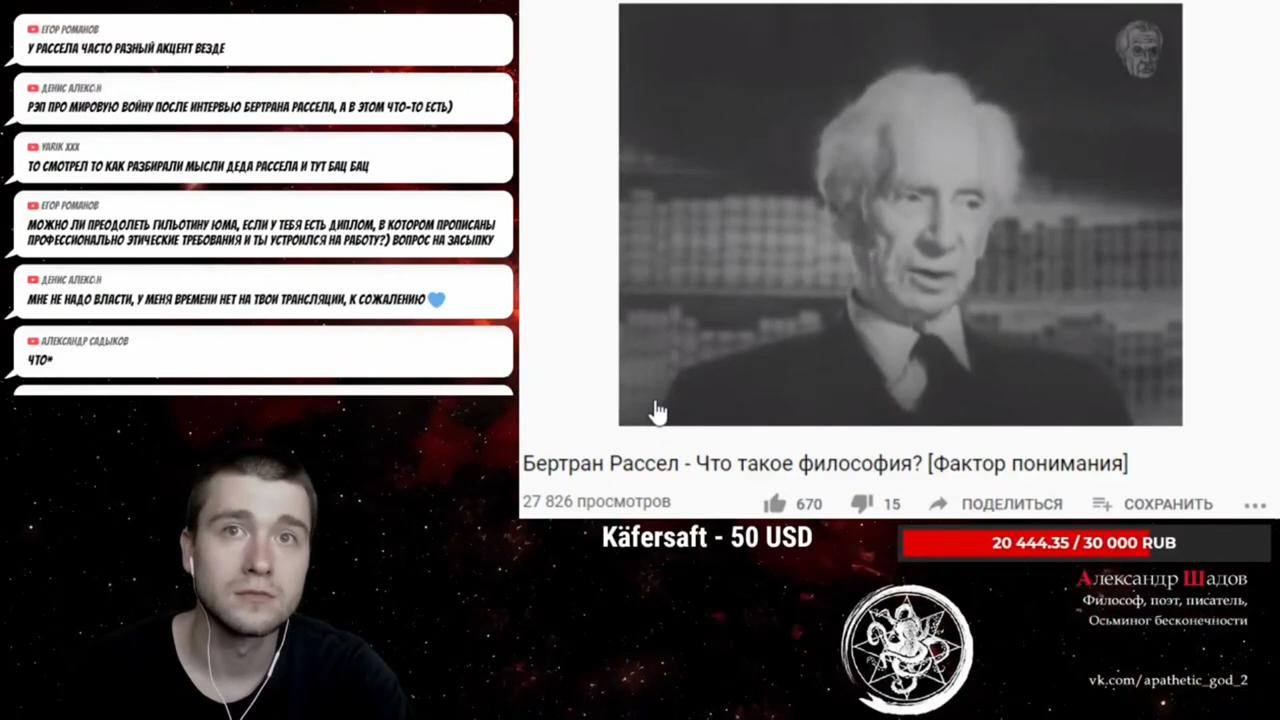 ЕГОР РОМАНОВ
У РАССЕЛА ЧАСТО РАЗНЫЙ АКЦЕНТ ВЕЗДЕ
ДЕНИС АЛЕКСОН
РЭП ПРО МИРОВУЮ ВОЙНУ ПОСЛЕ ИНТЕРВЬЮ БЕРТРАНА РАССЕЛА, А В ЭТОМ ЧТО-ТО ЕСТЬ)
YARIK XXX
ТО СМОТРЕЛ ТО КАК РАЗБИРАЛИ МЫСЛИ ДЕДА РАССЕЛА И ТУТ БАЦ БАЦ
ЕГОР РОМАНОВ
МОЖНО ЛИ ПРЕОДОЛЕТЬ ГИЛЬОТИНУ ЮМА, ЕСЛИ У ТЕБЯ ЕСТЬ ДИПЛОМ, В КОТОРОМ ПРОПИСАНЫ
ПРОФЕССИОНАЛЬНО ЭТИЧЕСКИЕ ТРЕБОВАНИЯ И ТЫ УСТРОИЛСЯ НА РАБОТУ?) ВОПРОС НА ЗАСЫПКУ
ДЕНИС АЛЕКСОН
МНЕ НЕ НАДО ВЛАСТИ, У МЕНЯ ВРЕМЕНИ НЕТ НА ТВОИ ТРАНСЛЯЦИИ, К СОЖАЛЕНИЮ
АЛЕКСАНДР САДЫКОВ
ЧТО*
Бертран Рассел - Что такое философия? [Фактор понимания]
27 826 просмотров
670
15
ПОДЕЛИТЬСЯ
СОХРАНИТЬ
Käfersaft - 50 USD
20 444.35 / 30 000 RUB
Александр Шадов
Философ, поэт, писатель,
Осьминог бесконечности
vk.com/apathetic_god_2